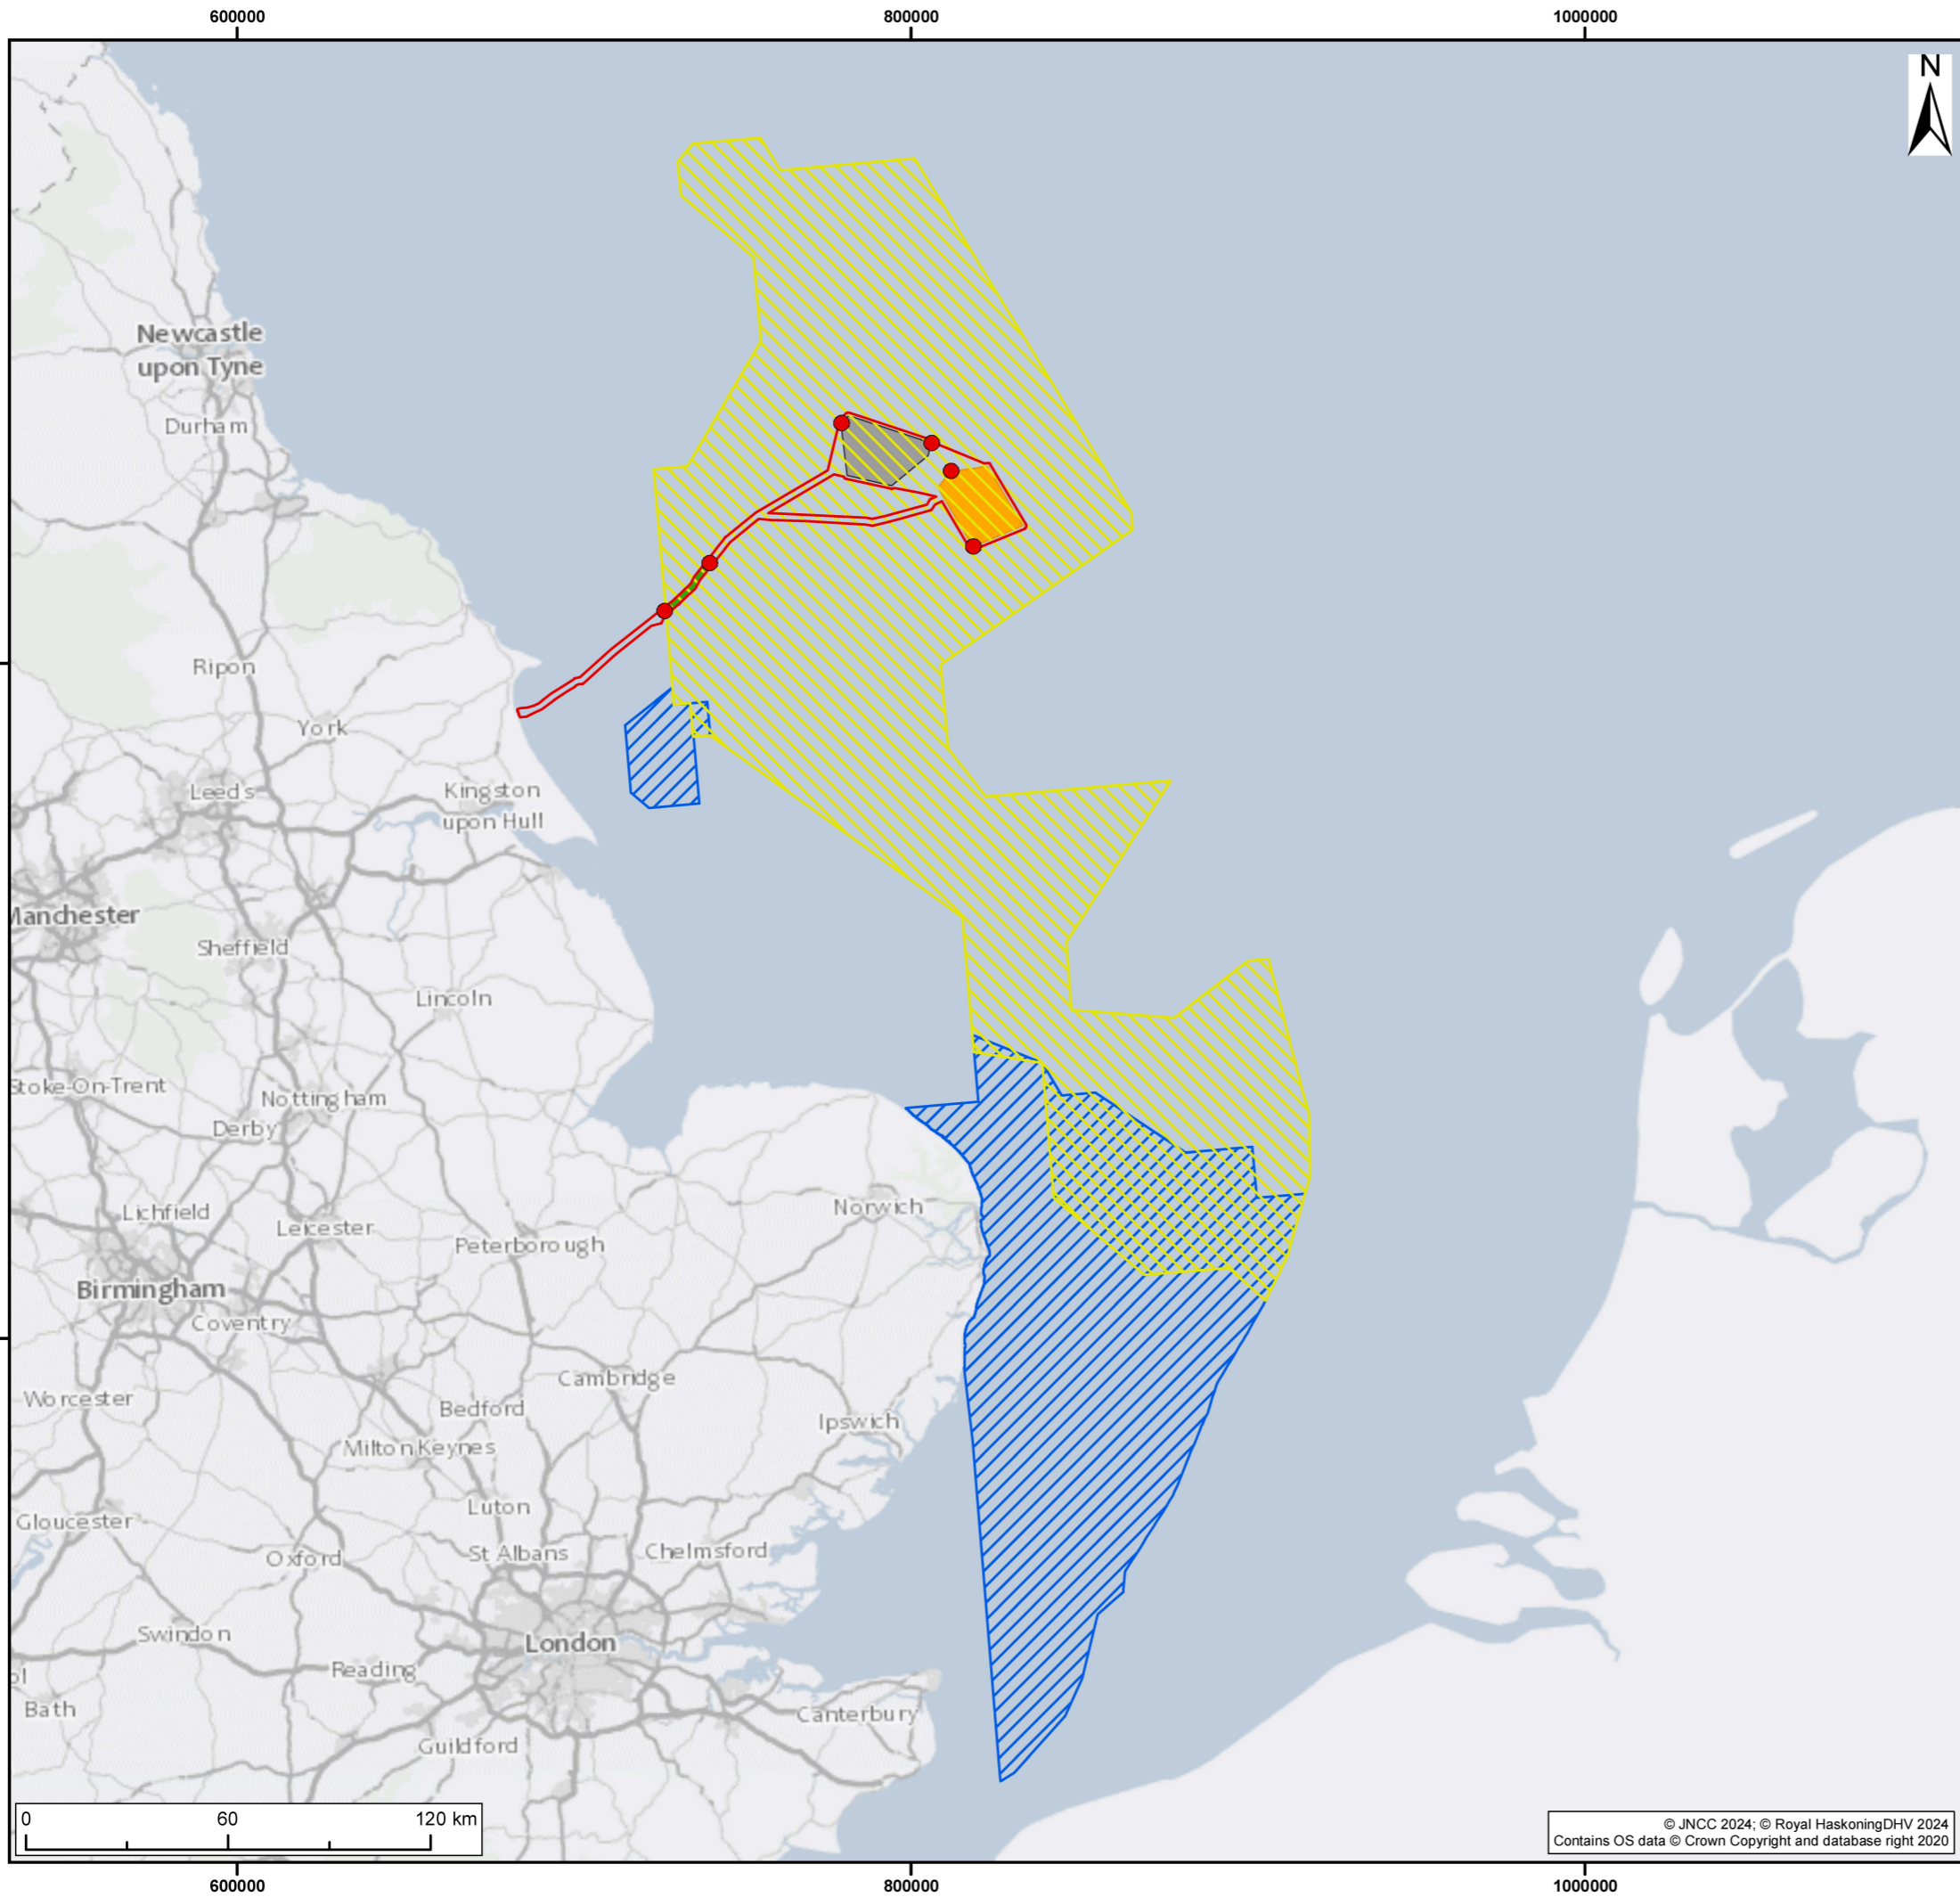 600000
800000
1000000
N
Newcastle
upon Tyne
Durham
Ripon
York
Leeds
Kingston
upon Hull
Manchester
Sheffield
Lincoln
Stoke-On-Trent
Nottingham
Derby
Norwich
Lichfield
Leicester
Peterborough
Birmingham
Coventry
Cambridge
Worcester
Bedford
Ipswich
Milton Keynes
Luton
Gloucester
Oxford
St Albans
Chelmsford
Swindon
London
Reading
ol
Bath
Canterbury
Guildford
0 60 120 km
© JNCC 2024; © Royal HaskoningDHV 2024
Contains OS data © Crown Copyright and database right 2020
600000
800000
1000000